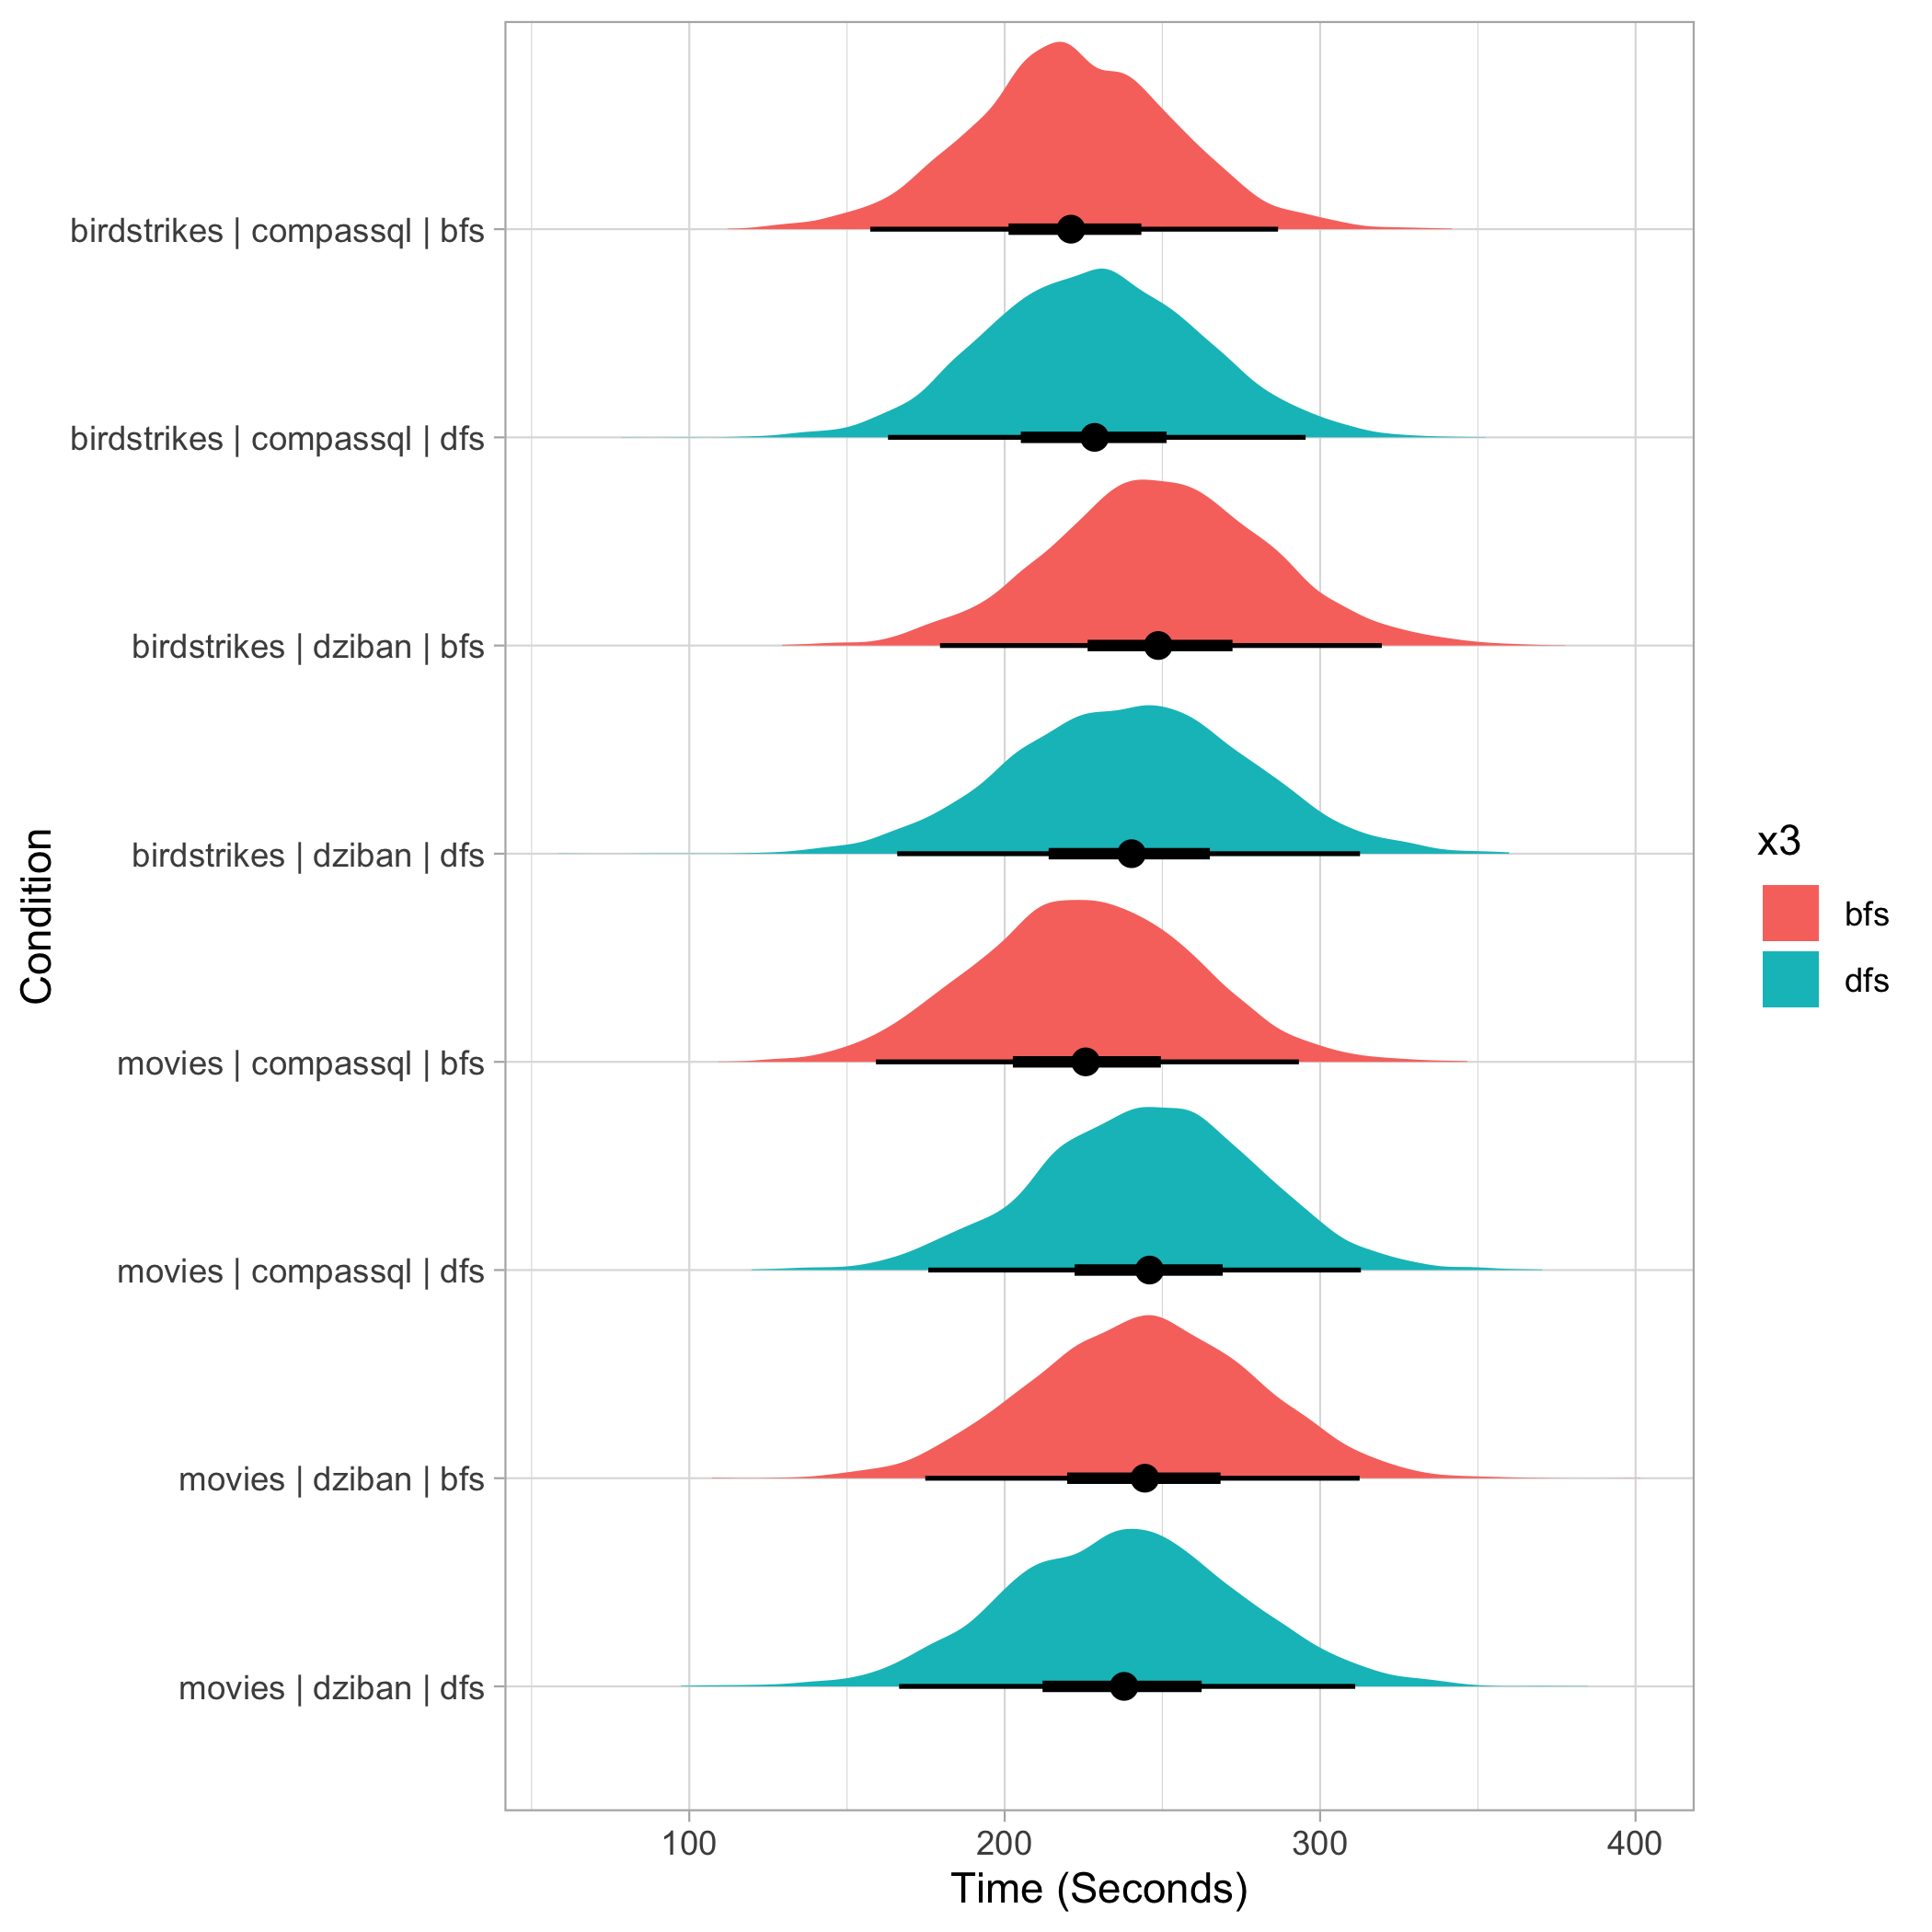 birdstrikes | compassql | bfs
birdstrikes | compassql | dfs
birdstrikes | dziban | bfs
birdstrikes | dziban | dfs
movies | compassql | bfs
movies | compassql | dfs
movies | dziban | bfs
movies | dziban | dfs
Condition
100 200 300 400
Time (Seconds)
x3
bfs
dfs